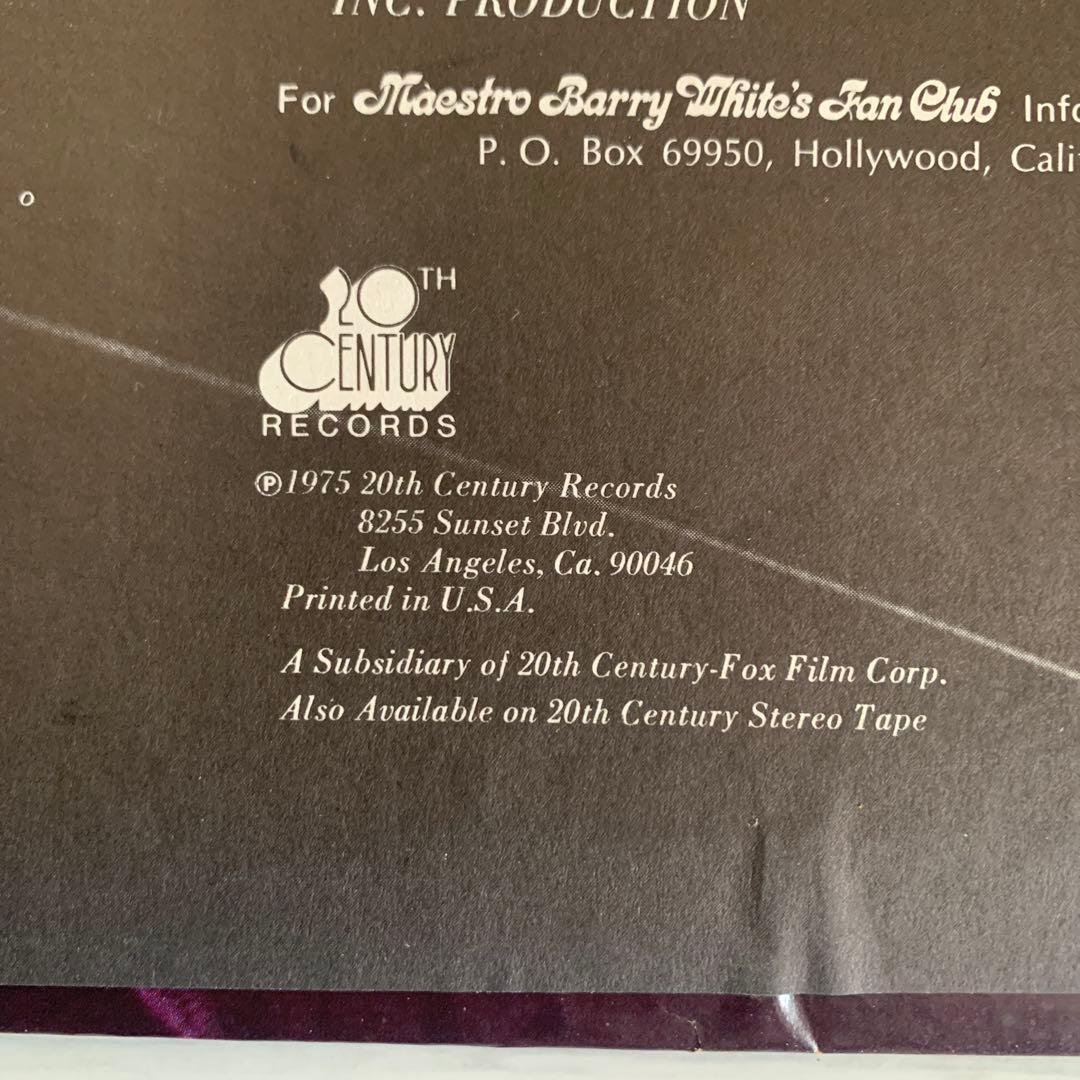 INC. PRODUCTION
For Maestro Barry White's Fan Club
P. O. Box 69950, Hollywood,
20TH
CENTURY
RECORDS
℗1975 20th Century Records
8255 Sunset Blvd.
Los Angeles, Ca. 90046
Printed in U.S.A.
A Subsidiary of 20th Century-Fox Film Corp.
Also Available on 20th Century Stereo Tape